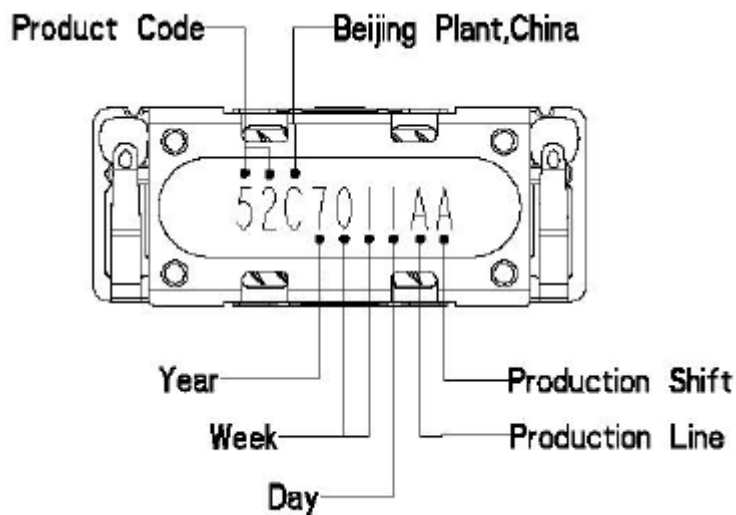 Product Code
Beijing Plant,China
52C7011AA
Year
Production Shift
Week
Production Line
Day